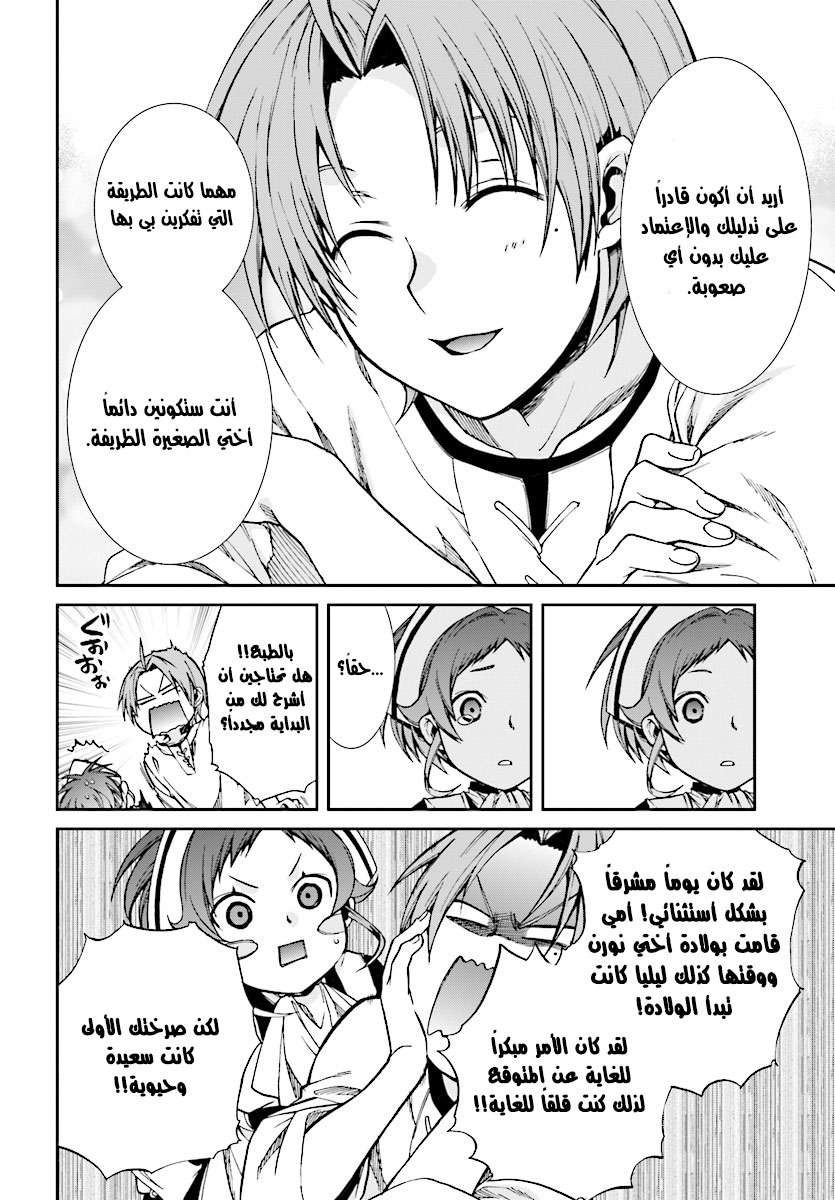 أريد أن أكون قادراً
على تدليلك والإعتماد
عليك بدون أي
صعوبة.
مهما كانت الطريقة
التي تفكرين بي بها
أنت ستكونين دائماً
أختي الصغيرة الظريفة.
...حقاً؟
بالطبع!!
هل تحتاجين أن
أشرح لك من
البداية مجدداً؟
لقد كان يوماً مشرقاً
بشكل أستثنائي! أمي
قامت بولادة أختي نورن
ووقتها كذلك ليليا كانت
تبدأ الولادة!
لقد كان الأمر مبكراً
للغاية عن المتوقع
لذلك كنت قلقاً للغاية!!
لكن صرختك الأولى
كانت سعيدة
وحيوية!!